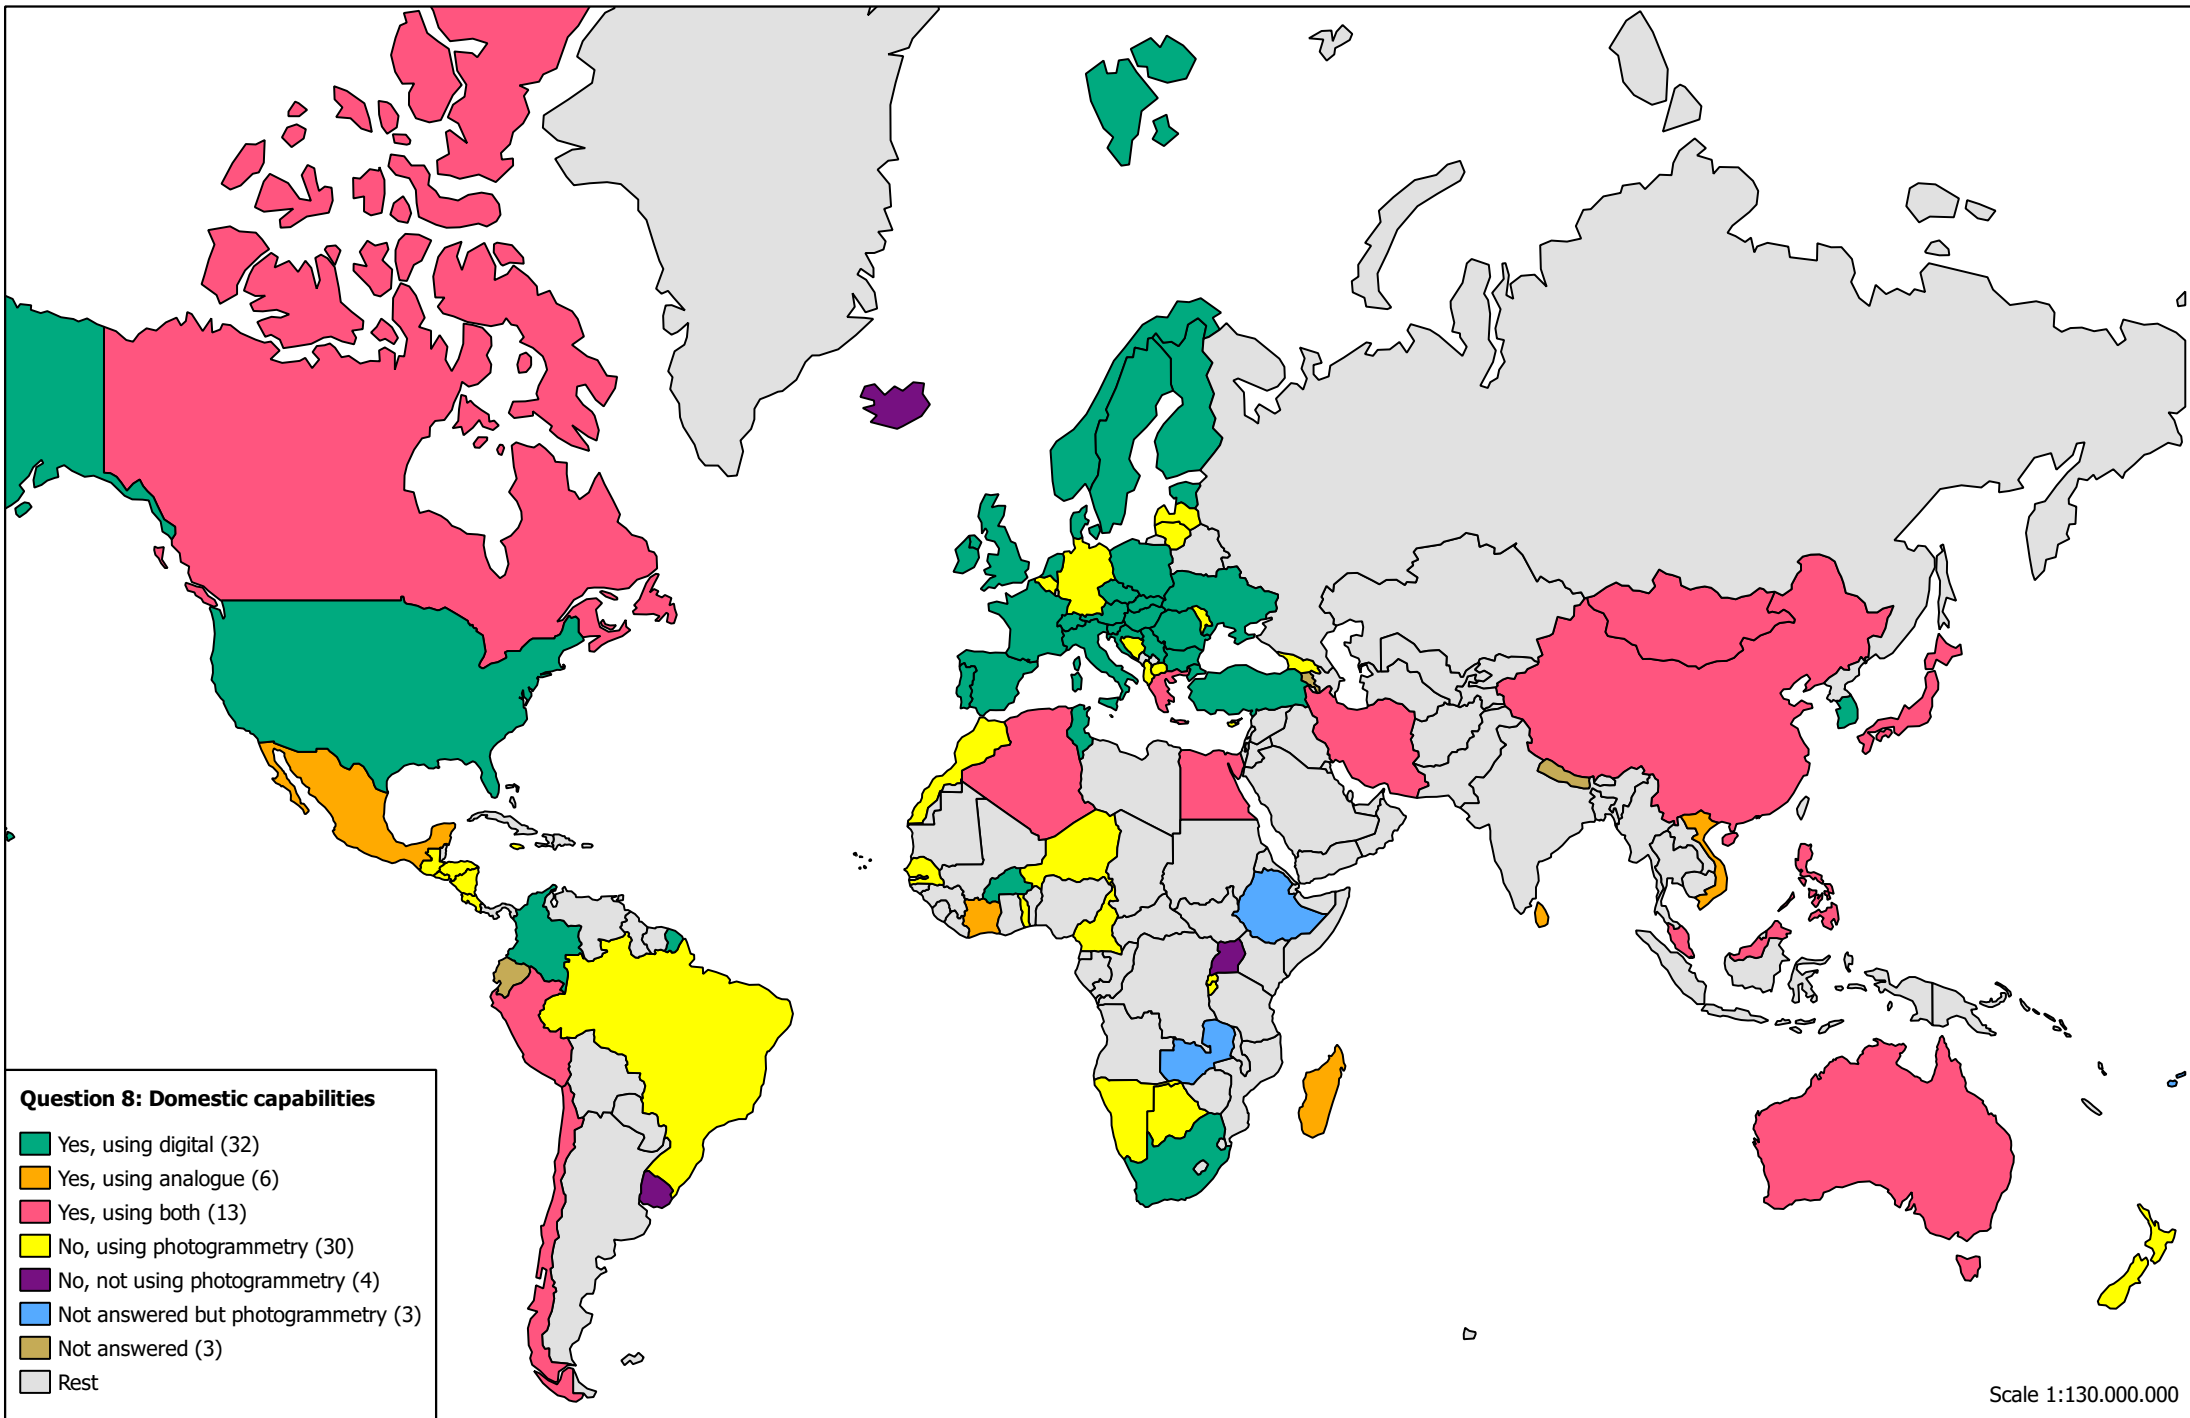 Question 8: Domestic capabilities
Yes, using digital (32)
Yes, using analogue (6)
Yes, using both (13)
No, using photogrammetry (30)
No, not using photogrammetry (4)
Not answered but photogrammetry (3)
Not answered (3)
Rest
Scale 1:130.000.000